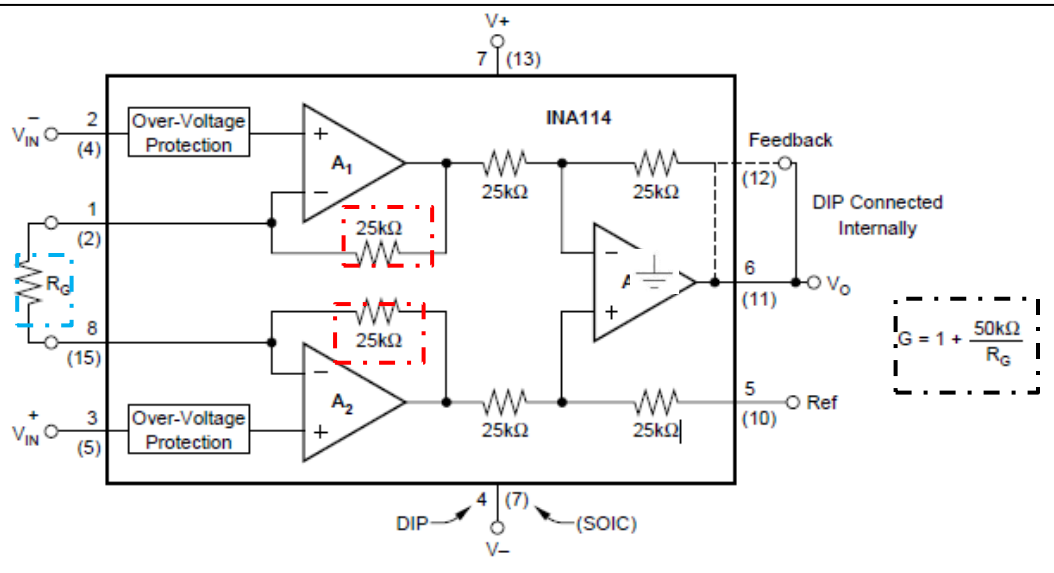 V+
7 (13)
INA114
V⁻IN 2 (4)
Over-Voltage
Protection
+
A1
−
25kΩ
25kΩ
Feedback
(12)
DIP Connected
Internally
1
(2)
25kΩ
RG
−
+
6
(11)
VO
G = 1 + 50kΩ / RG
8
(15)
25kΩ
−
A2
+
V⁺IN 3 (5)
Over-Voltage
Protection
25kΩ
25kΩ
5
(10)
Ref
4 (7)
DIP
(SOIC)
V–